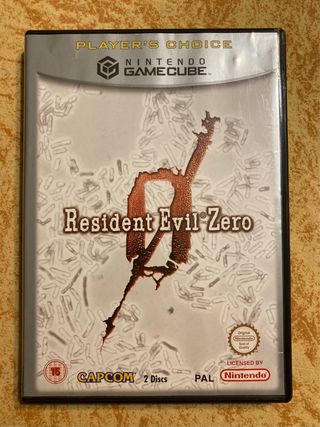 PLAYER'S CHOICE
NINTENDO
GAMECUBE™
0
Resident Evil® Zero
Original
Nintendo
Seal of Quality
15
CAPCOM
2 Discs
PAL
LICENSED BY
Nintendo